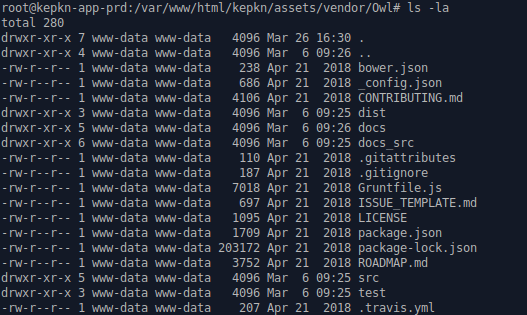 root@kepkn-app-prd:/var/www/html/kepkn/assets/vendor/Owl# ls -la
total 280
drwxr-xr-x 7 www-data www-data   4096 Mar 26 16:30 .
drwxr-xr-x 4 www-data www-data   4096 Mar  6 09:26 ..
-rw-r--r-- 1 www-data www-data    238 Apr 21  2018 bower.json
-rw-r--r-- 1 www-data www-data    686 Apr 21  2018 _config.json
-rw-r--r-- 1 www-data www-data   4106 Apr 21  2018 CONTRIBUTING.md
drwxr-xr-x 3 www-data www-data   4096 Mar  6 09:25 dist
drwxr-xr-x 5 www-data www-data   4096 Mar  6 09:26 docs
drwxr-xr-x 6 www-data www-data   4096 Mar  6 09:25 docs_src
-rw-r--r-- 1 www-data www-data    110 Apr 21  2018 .gitattributes
-rw-r--r-- 1 www-data www-data    187 Apr 21  2018 .gitignore
-rw-r--r-- 1 www-data www-data   7018 Apr 21  2018 Gruntfile.js
-rw-r--r-- 1 www-data www-data    697 Apr 21  2018 ISSUE_TEMPLATE.md
-rw-r--r-- 1 www-data www-data   1095 Apr 21  2018 LICENSE
-rw-r--r-- 1 www-data www-data   1709 Apr 21  2018 package.json
-rw-r--r-- 1 www-data www-data 203172 Apr 21  2018 package-lock.json
-rw-r--r-- 1 www-data www-data   3752 Apr 21  2018 ROADMAP.md
drwxr-xr-x 5 www-data www-data   4096 Mar  6 09:25 src
drwxr-xr-x 3 www-data www-data   4096 Mar  6 09:25 test
-rw-r--r-- 1 www-data www-data    207 Apr 21  2018 .travis.yml